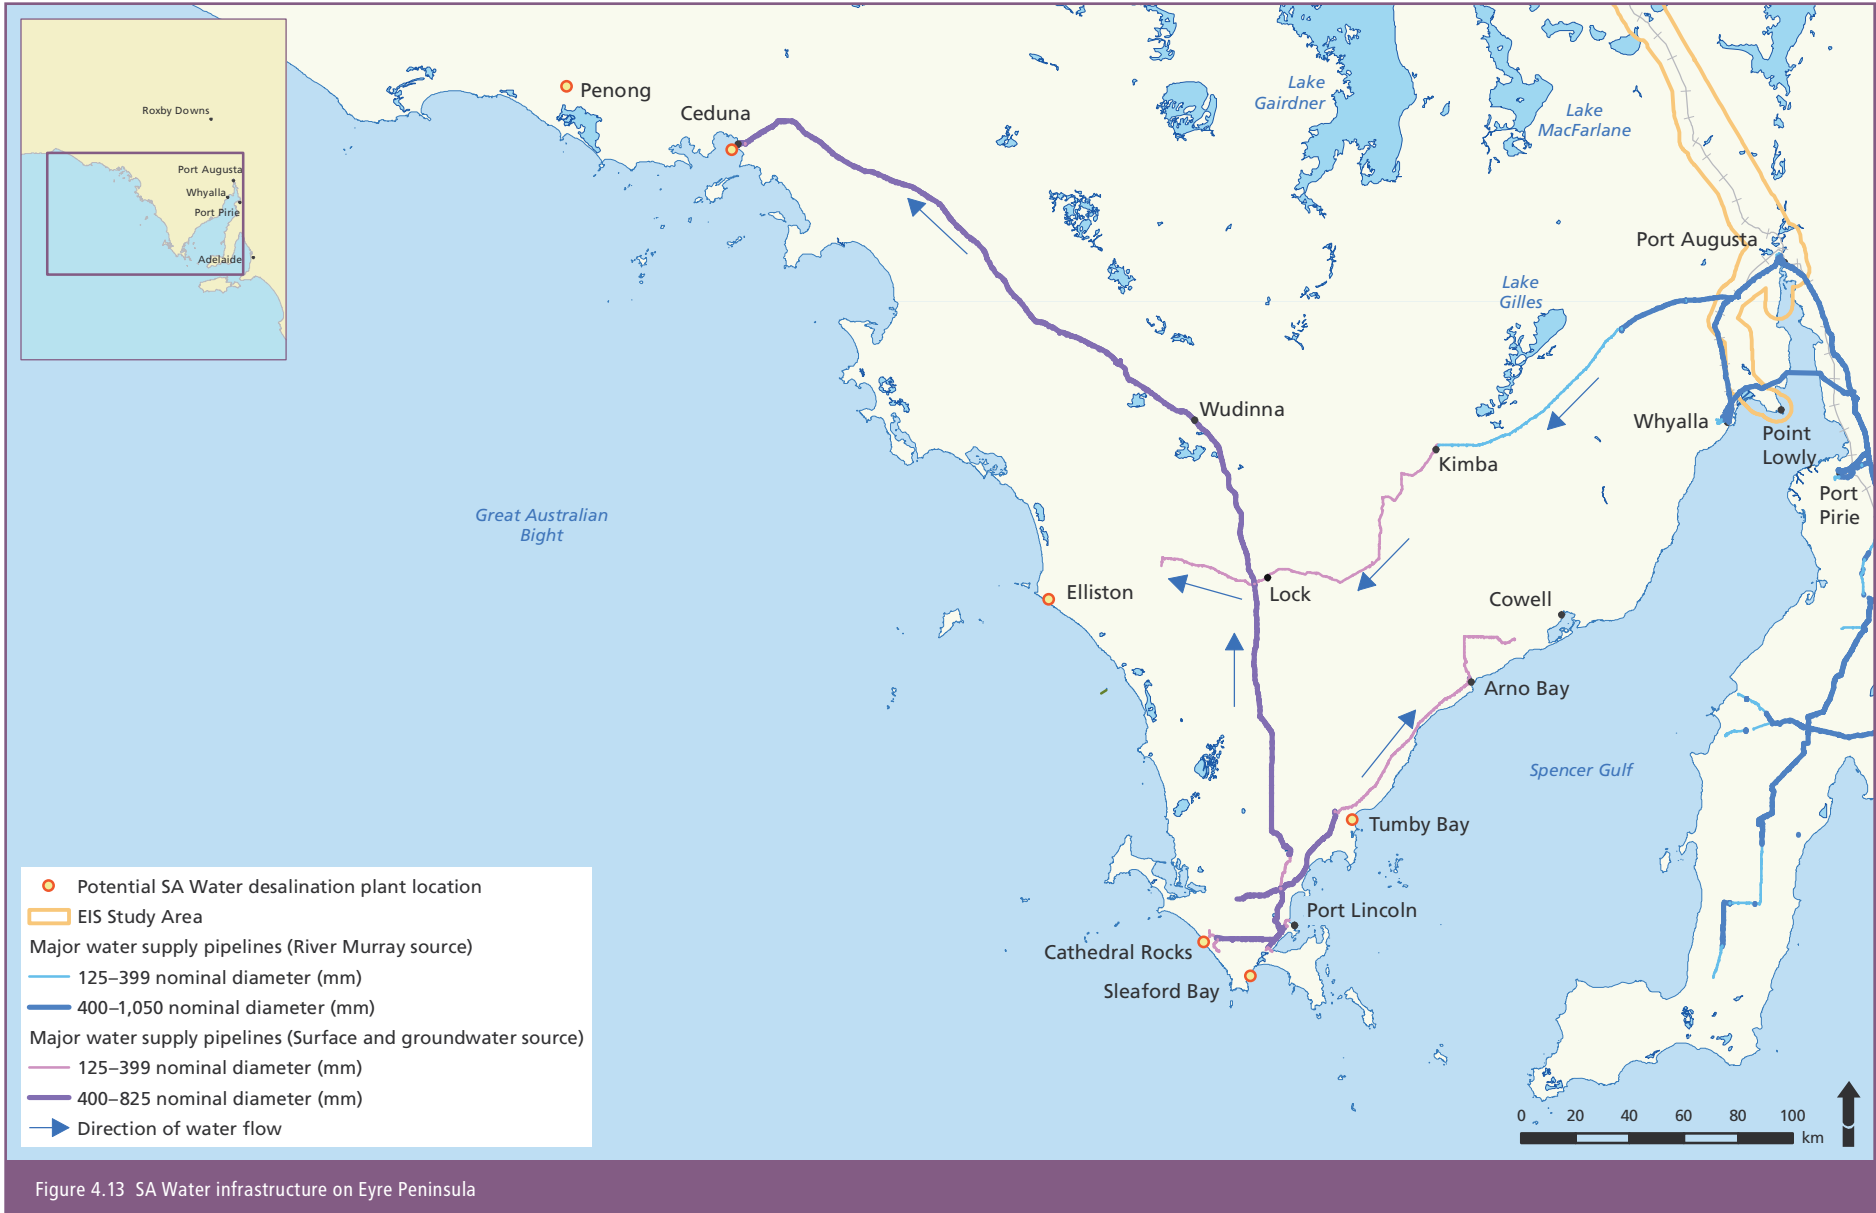 Roxby Downs
Port Augusta
Whyalla
Port Pirie
Adelaide
Penong
Ceduna
Lake
Gairdner
Lake
MacFarlane
Port Augusta
Lake
Gilles
Wudinna
Whyalla
Point
Lowly
Kimba
Port
Pirie
Great Australian
Bight
Elliston
Lock
Cowell
Arno Bay
Spencer Gulf
Tumby Bay
Port Lincoln
Cathedral Rocks
Sleaford Bay
Potential SA Water desalination plant location
EIS Study Area
Major water supply pipelines (River Murray source)
125–399 nominal diameter (mm)
400–1,050 nominal diameter (mm)
Major water supply pipelines (Surface and groundwater source)
125–399 nominal diameter (mm)
400–825 nominal diameter (mm)
Direction of water flow
0 20 40 60 80 100
km
Figure 4.13 SA Water infrastructure on Eyre Peninsula